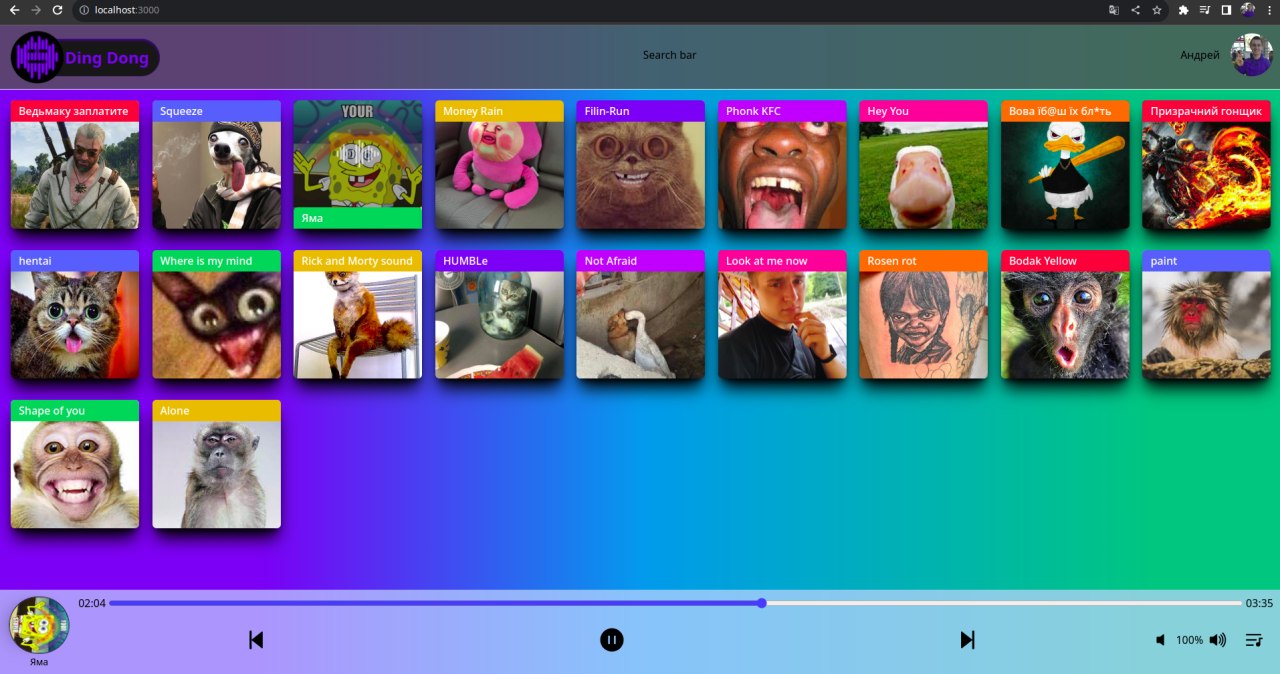 localhost:3000
Ding Dong
Search bar
Андрей
Ведьмаку заплатите
Squeeze
YOUR
Яма
Money Rain
Filin-Run
Phonk KFC
Hey You
Вова їб@ш їх бл*ть
Призрачний гонщик
hentai
Where is my mind
Rick and Morty sound
HUMBLe
Not Afraid
Look at me now
Rosen rot
Bodak Yellow
paint
Shape of you
Alone
02:04
03:35
100%
Яма